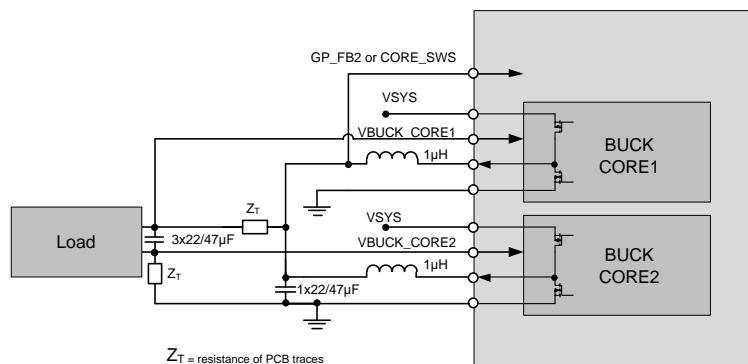 GP_FB2 or CORE_SWS
VSYS
VBUCK_CORE1
1µH
BUCK
CORE1
Load
ZT
3x22/47µF
VSYS
VBUCK_CORE2
1µH
BUCK
CORE2
ZT
1x22/47µF
ZT = resistance of PCB traces